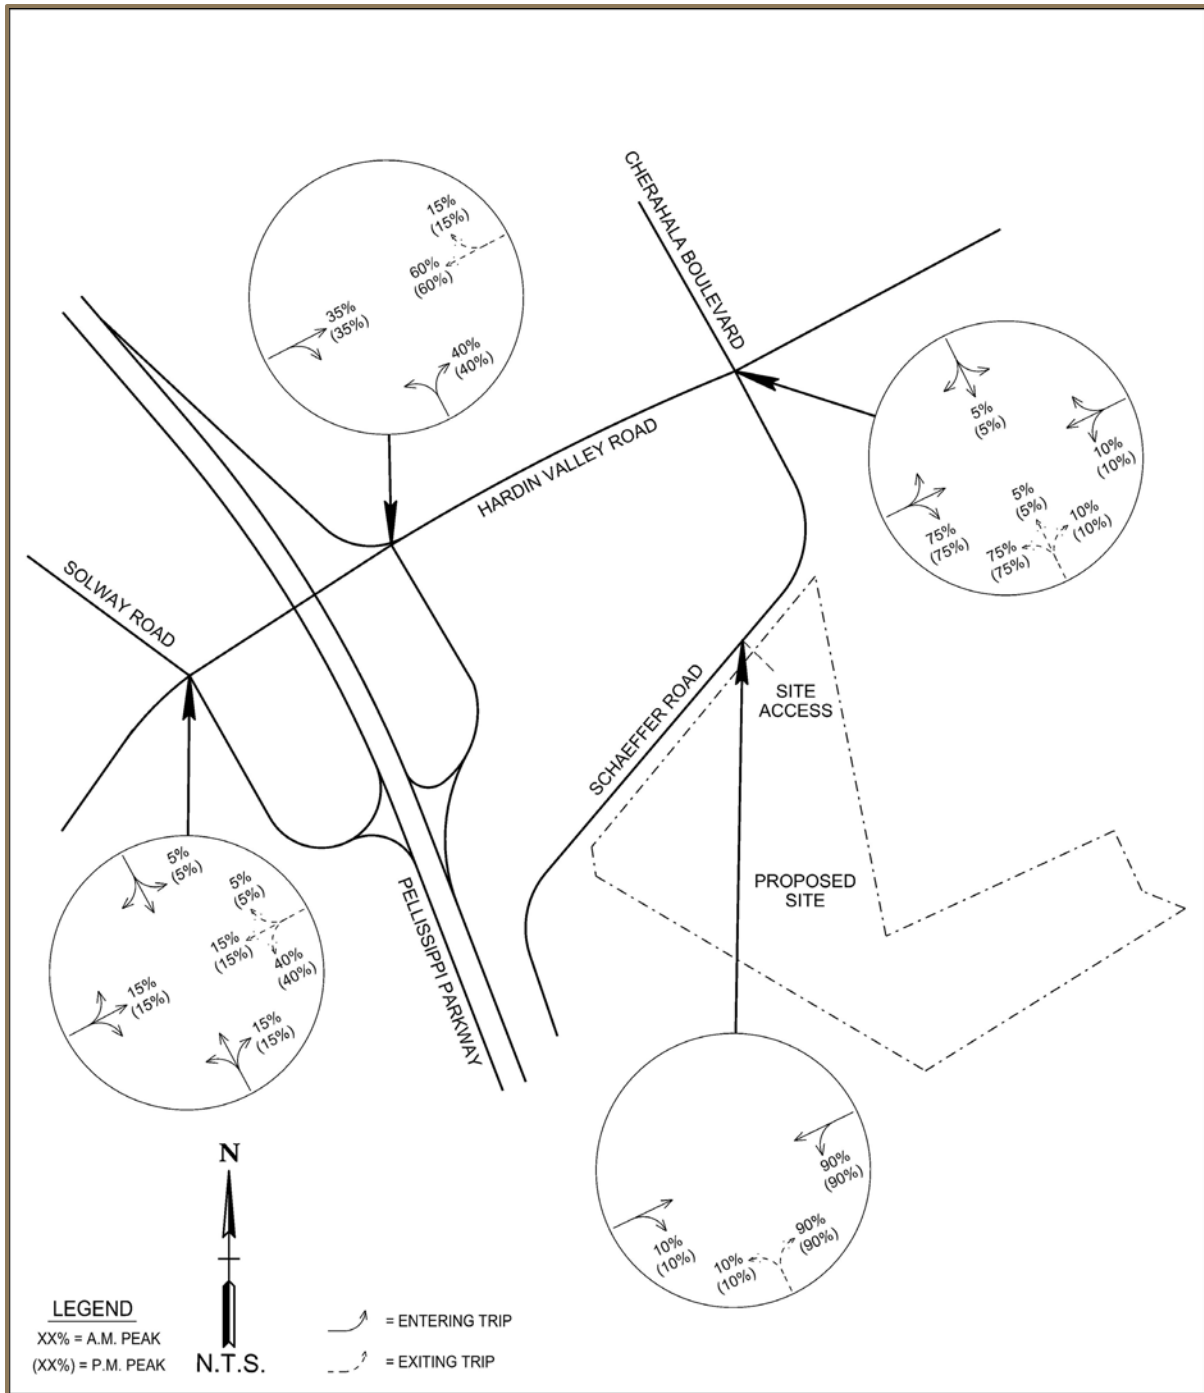 CHERAHALA BOULEVARD
15%
(15%)
60%
(60%)
35%
(35%)
40%
(40%)
HARDIN VALLEY ROAD
5%
(5%)
10%
(10%)
75%
(75%)
5%
(5%)
10%
(10%)
75%
(75%)
SOLWAY ROAD
SITE
ACCESS
SCHAEFFER ROAD
PROPOSED
SITE
PELLISSIPPI PARKWAY
5%
(5%)
5%
(5%)
15%
(15%)
40%
(40%)
15%
(15%)
15%
(15%)
90%
(90%)
10%
(10%)
90%
(90%)
10%
(10%)
N
N.T.S.
LEGEND
XX% = A.M. PEAK
(XX%) = P.M. PEAK
= ENTERING TRIP
= EXITING TRIP